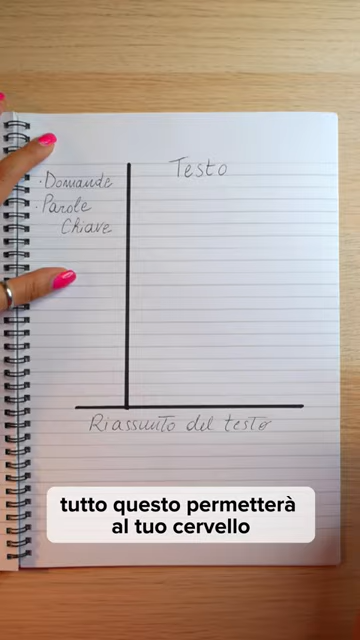 Testo
· Domande
· Parole
Chiave
Riassunto del testo
tutto questo permetterà
al tuo cervello